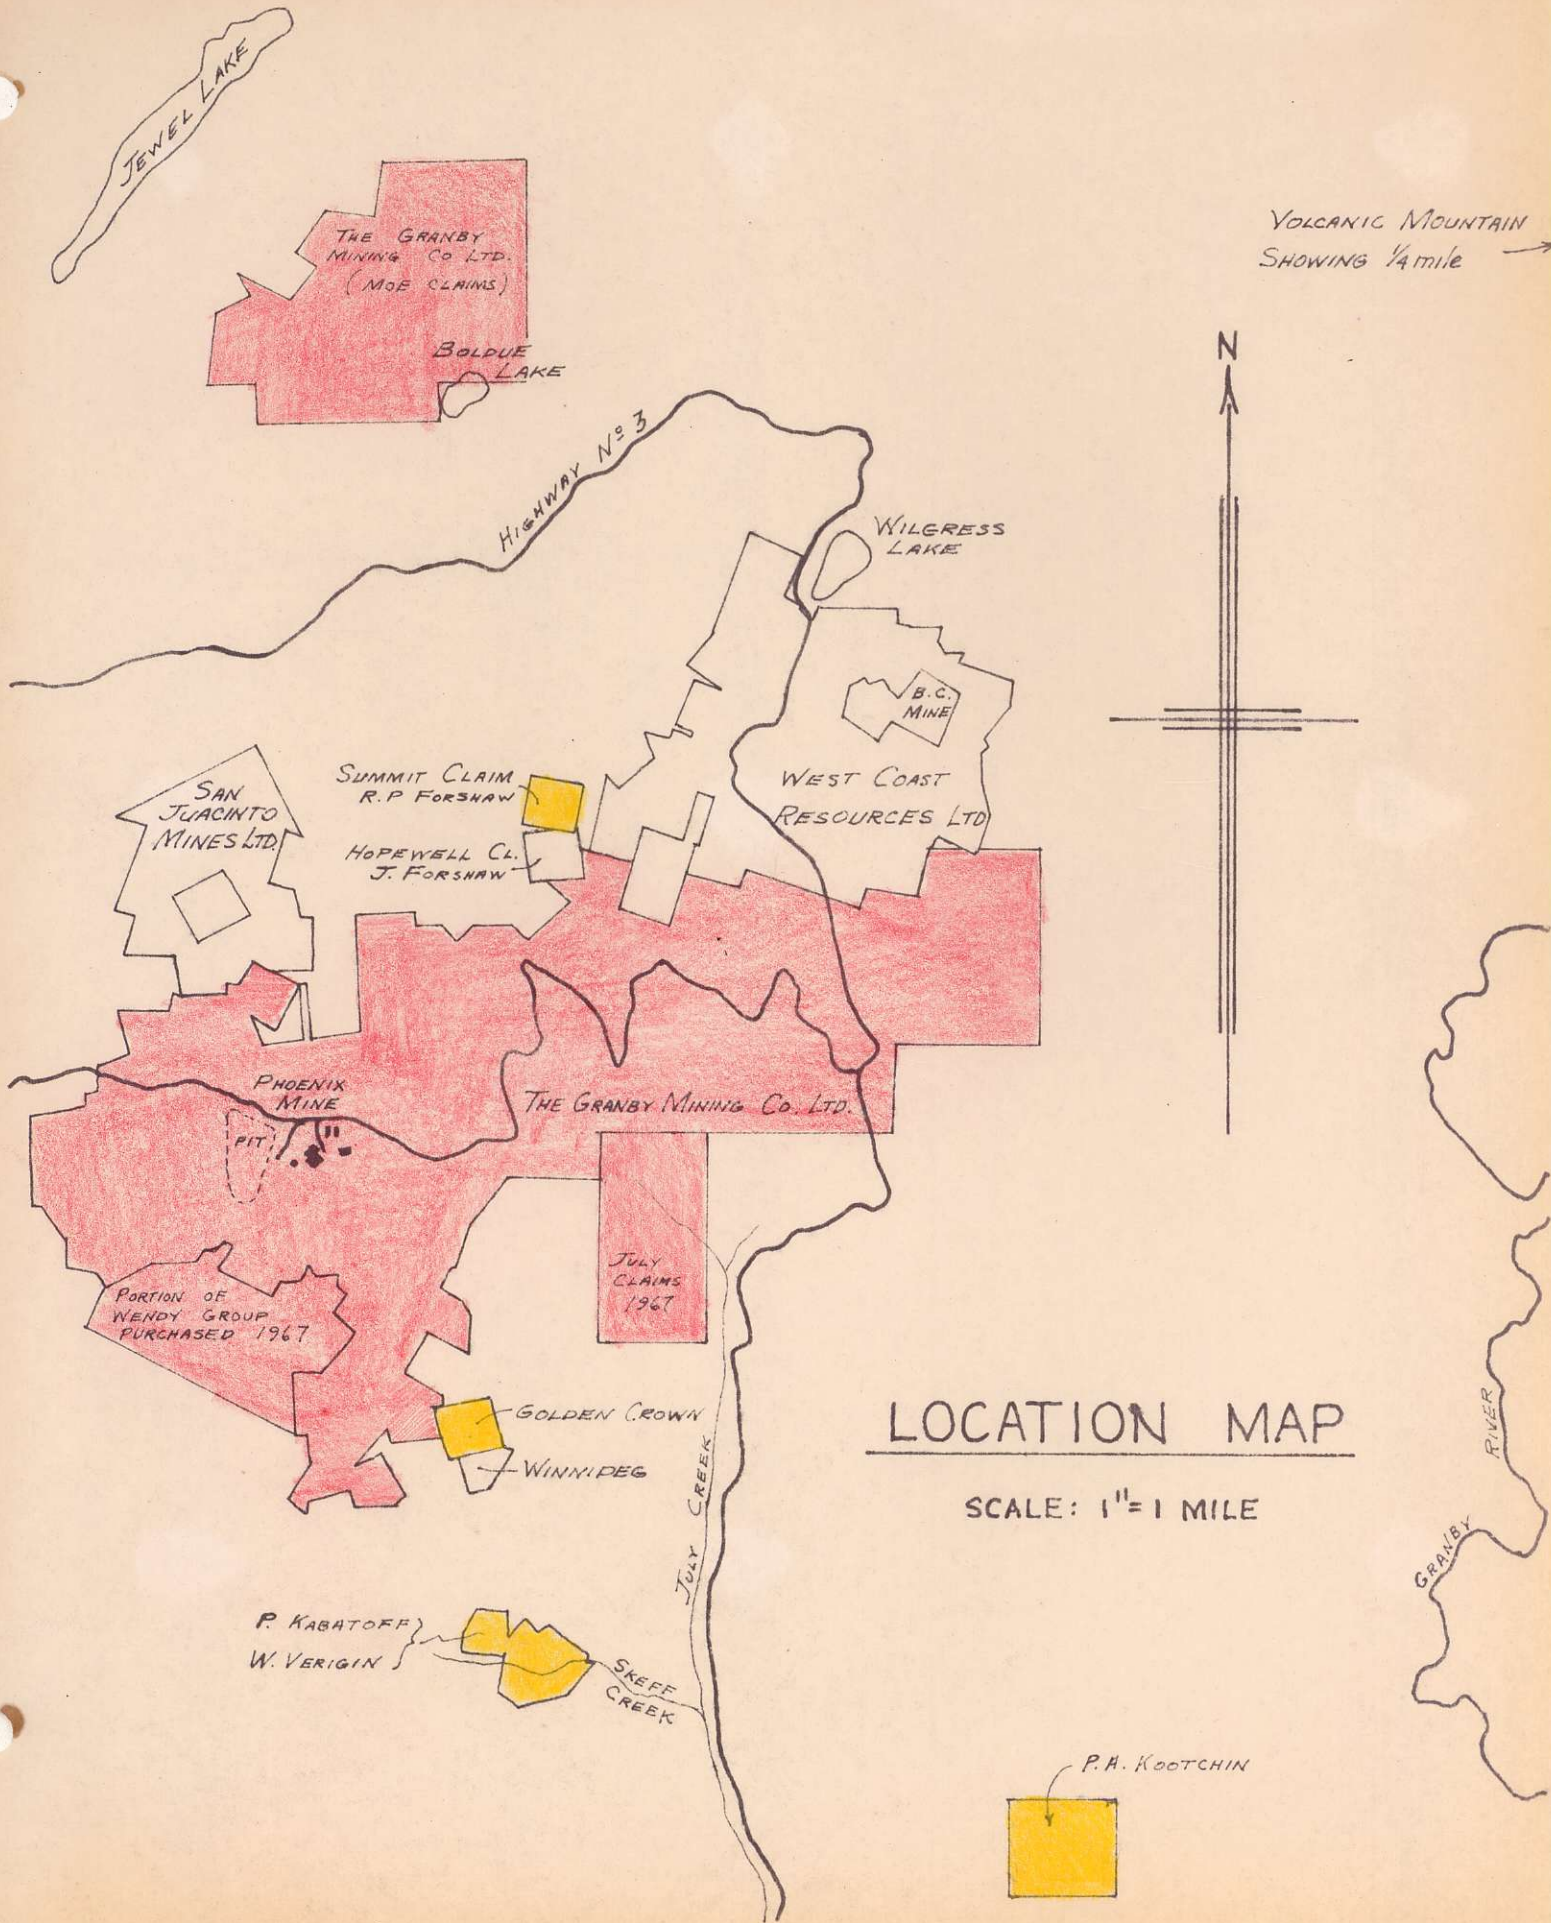 JEWEL LAKE
THE GRANBY
MINING CO LTD.
(MOE CLAIMS)
VOLCANIC MOUNTAIN
SHOWING 1/4 mile
BOLDUE
LAKE
N
HIGHWAY Nº 3
WILGRESS
LAKE
B.C.
MINE
SUMMIT CLAIM
R.P FORSHAW
SAN
JUACINTO
MINES LTD.
WEST COAST
RESOURCES LTD
HOPEWELL CL.
J. FORSHAW
PHOENIX
MINE
THE GRANBY MINING CO. LTD.
PIT
JULY
CLAIMS
1967
PORTION OF
WENDY GROUP
PURCHASED 1967
GOLDEN CROWN
WINNIPEG
LOCATION MAP
SCALE: 1"=1 MILE
JULY CREEK
GRANBY RIVER
P. KABATOFF
W. VERIGIN
SKEFF
CREEK
P.A. KOOTCHIN